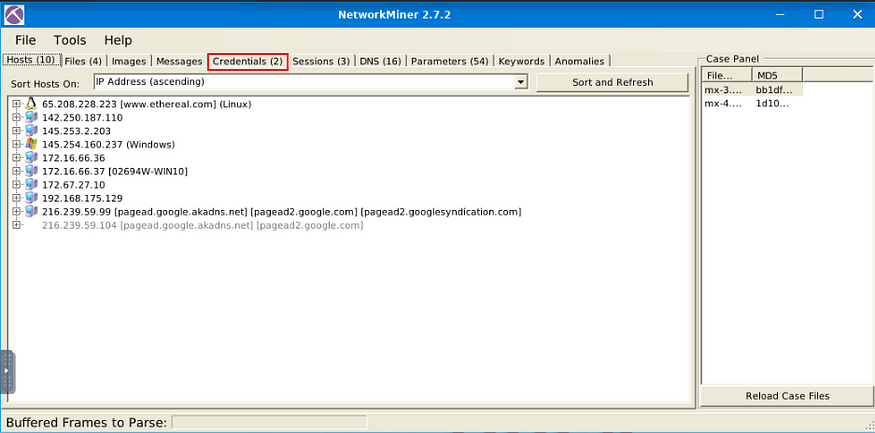 NetworkMiner 2.7.2
File Tools Help
Hosts (10) Files (4) Images Messages Credentials (2) Sessions (3) DNS (16) Parameters (54) Keywords Anomalies
Case Panel
Sort Hosts On: IP Address (ascending) Sort and Refresh
File... MD5
mx-3.... bb1df...
mx-4.... 1d10...
65.208.228.223 [www.ethereal.com] (Linux)
142.250.187.110
145.253.2.203
145.254.160.237 (Windows)
172.16.66.36
172.16.66.37 [02694W-WIN10]
172.67.27.10
192.168.175.129
216.239.59.99 [pagead.google.akadns.net] [pagead2.google.com] [pagead2.googlesyndication.com]
216.239.59.104 [pagead.google.akadns.net] [pagead2.google.com]
Reload Case Files
Buffered Frames to Parse: